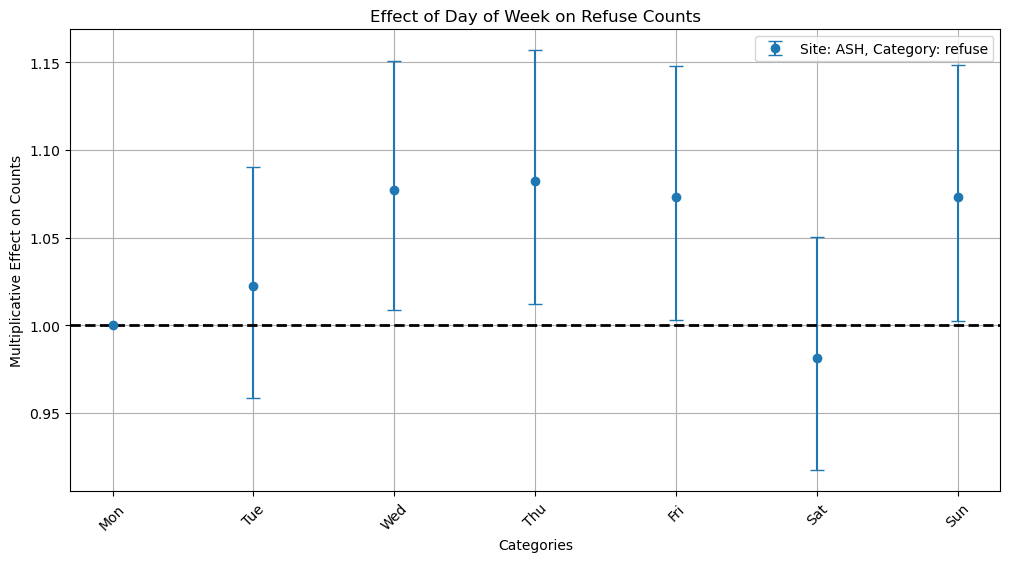 Effect of Day of Week on Refuse Counts
Site: ASH, Category: refuse
Multiplicative Effect on Counts
1.15
1.10
1.05
1.00
0.95
Mon
Tue
Wed
Thu
Fri
Sat
Sun
Categories